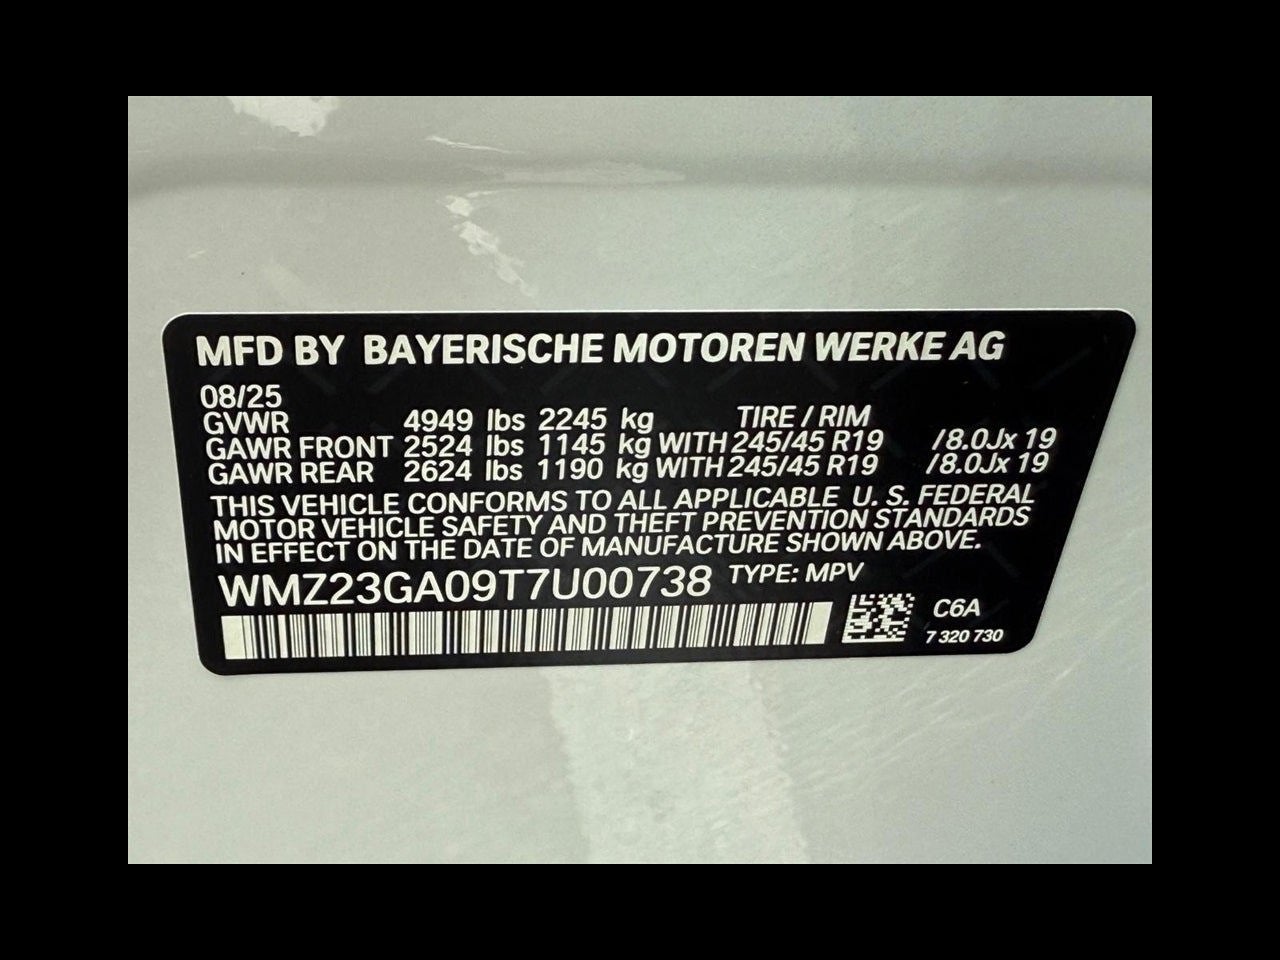 MFD BY BAYERISCHE MOTOREN WERKE AG
08/25
GVWR 4949 lbs 2245 kg TIRE / RIM
GAWR FRONT 2524 lbs 1145 kg WITH 245/45 R19 /8.0Jx 19
GAWR REAR 2624 lbs 1190 kg WITH 245/45 R19 /8.0Jx 19
THIS VEHICLE CONFORMS TO ALL APPLICABLE U. S. FEDERAL
MOTOR VEHICLE SAFETY AND THEFT PREVENTION STANDARDS
IN EFFECT ON THE DATE OF MANUFACTURE SHOWN ABOVE.
WMZ23GA09T7U00738 TYPE: MPV
C6A
7 320 730